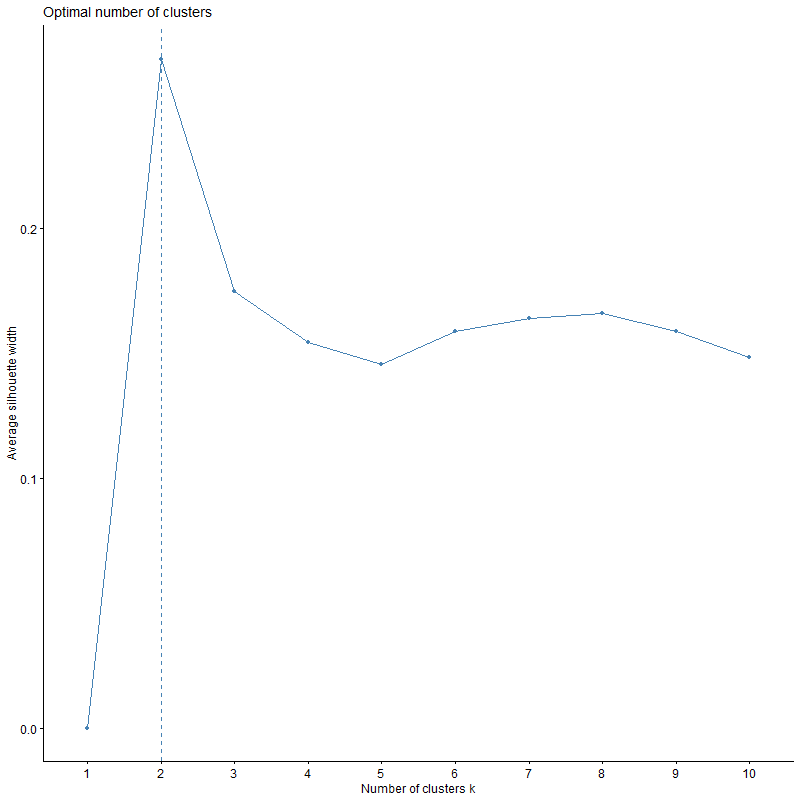 Optimal number of clusters
0.2
0.1
0.0
Average silhouette width
1 2 3 4 5 6 7 8 9 10
Number of clusters k